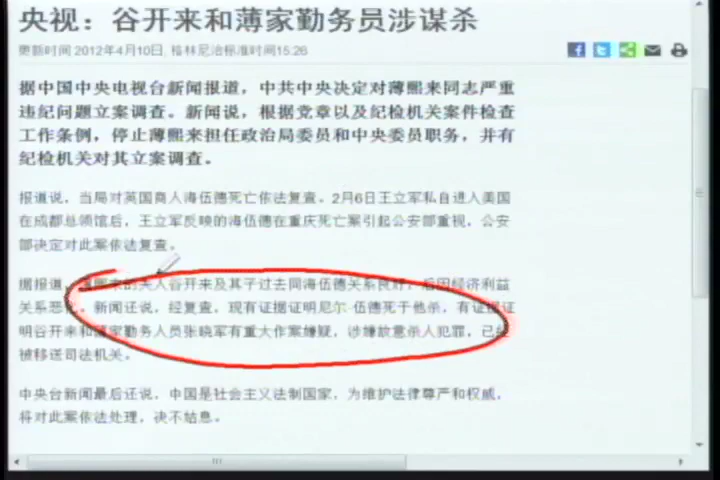 央视：谷开来和薄家勤务员涉谋杀
更新时间 2012年4月10日, 格林尼治标准时间15:26
据中国中央电视台新闻报道，中共中央决定对薄熙来同志严重
违纪问题立案调查。新闻说，根据党章以及纪检机关案件检查
工作条例，停止薄熙来担任政治局委员和中央委员职务，并有
纪检机关对其立案调查。
报道说，当局对英国商人海伍德死亡依法复查。2月6日王立军私自进入美国
在成都总领馆后，王立军反映的海伍德在重庆死亡案引起公安部重视，公安
部决定对此案依法复查。
据报道，薄熙来的夫人谷开来及其子过去同海伍德关系良好，后因经济利益
关系恶化。新闻还说，经复查，现有证据证明尼尔·伍德死于他杀，有证据证
明谷开来和薄家勤务人员张晓军有重大作案嫌疑，涉嫌故意杀人犯罪，已经
被移送司法机关。
中央台新闻最后还说，中国是社会主义法制国家，为维护法律尊严和权威，
将对此案依法处理，决不姑息。